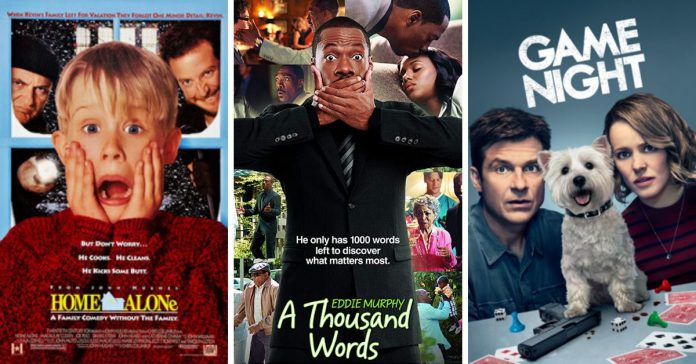 WHEN KEVIN'S FAMILY LEFT FOR VACATION THEY FORGOT ONE MINOR DETAIL: KEVIN.
BUT DON'T WORRY...
HE COOKS. HE CLEANS.
HE KICKS SOME BUTT.
FROM JOHN HUGHES
HOME ALONe
A FAMILY COMEDY WITHOUT THE FAMILY.
He only has 1000 words
left to discover
what matters most.
EDDIE MURPHY
A Thousand
Words
GAME
NIGHT